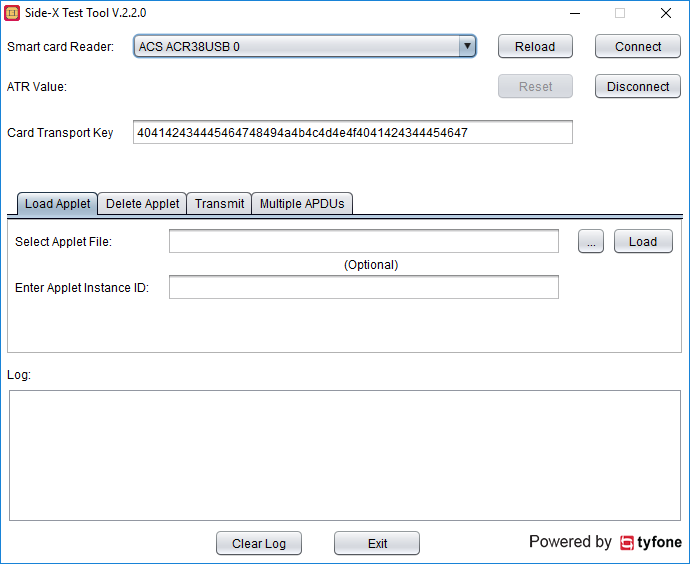 Side-X Test Tool V.2.2.0
Smart card Reader: ACS ACR38USB 0 Reload Connect
ATR Value: Reset Disconnect
Card Transport Key 404142434445464748494a4b4c4d4e4f4041424344454647
Load Applet Delete Applet Transmit Multiple APDUs
Select Applet File: ... Load
(Optional)
Enter Applet Instance ID:
Log:
Clear Log Exit Powered by tyfone